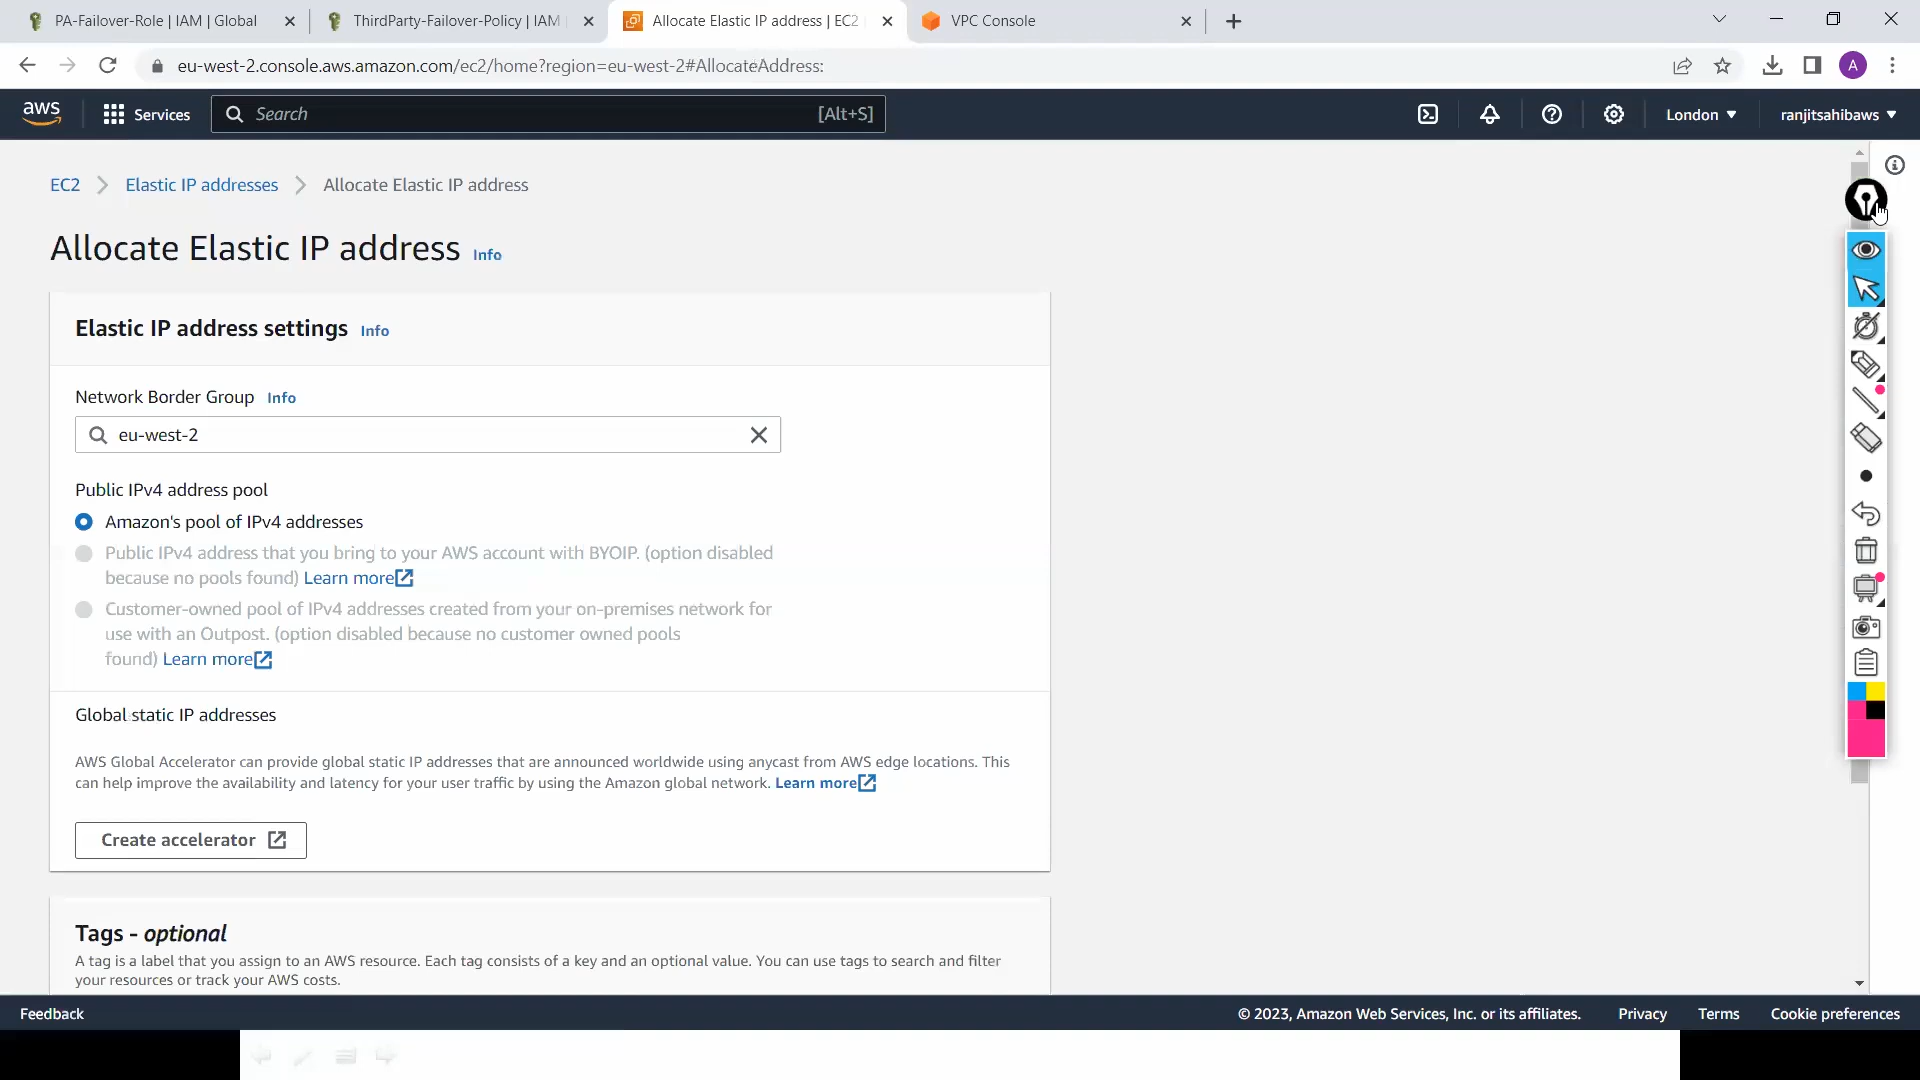 PA-Failover-Role | IAM | Global
ThirdParty-Failover-Policy | IAM
Allocate Elastic IP address | EC2
VPC Console
eu-west-2.console.aws.amazon.com/ec2/home?region=eu-west-2#AllocateAddress:
A
aws
Services
Search
[Alt+S]
London
ranjitsahibaws
EC2
Elastic IP addresses
Allocate Elastic IP address
Allocate Elastic IP address Info
Elastic IP address settings Info
Network Border Group Info
eu-west-2
Public IPv4 address pool
Amazon's pool of IPv4 addresses
Public IPv4 address that you bring to your AWS account with BYOIP. (option disabled
because no pools found) Learn more
Customer-owned pool of IPv4 addresses created from your on-premises network for
use with an Outpost. (option disabled because no customer owned pools
found) Learn more
Global static IP addresses
AWS Global Accelerator can provide global static IP addresses that are announced worldwide using anycast from AWS edge locations. This
can help improve the availability and latency for your user traffic by using the Amazon global network. Learn more
Create accelerator
Tags - optional
A tag is a label that you assign to an AWS resource. Each tag consists of a key and an optional value. You can use tags to search and filter
your resources or track your AWS costs.
Feedback
© 2023, Amazon Web Services, Inc. or its affiliates.
Privacy
Terms
Cookie preferences